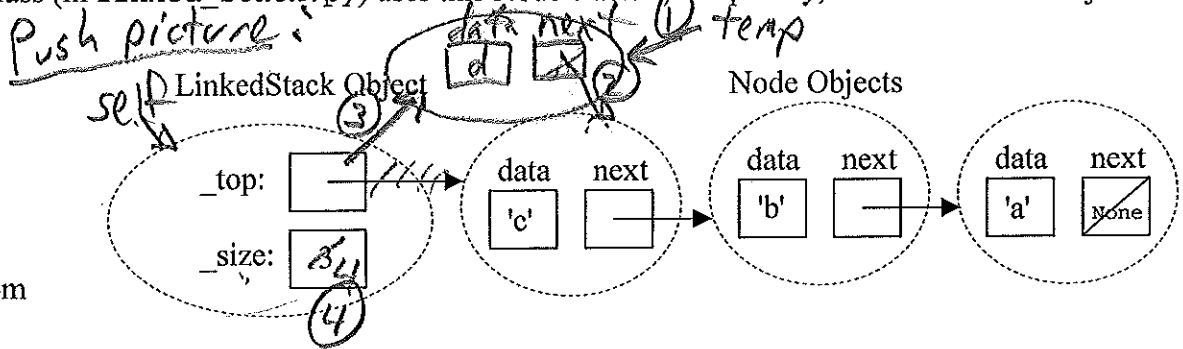 Push picture:
data next ① temp
d ②
self LinkedStack Object Node Objects
③
data next data next data next
_top:
'c' 'b' 'a' None
_size: 3 4
m
④